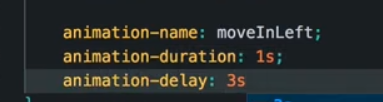 animation-name: moveInLeft;
animation-duration: 1s;
animation-delay: 3s
}